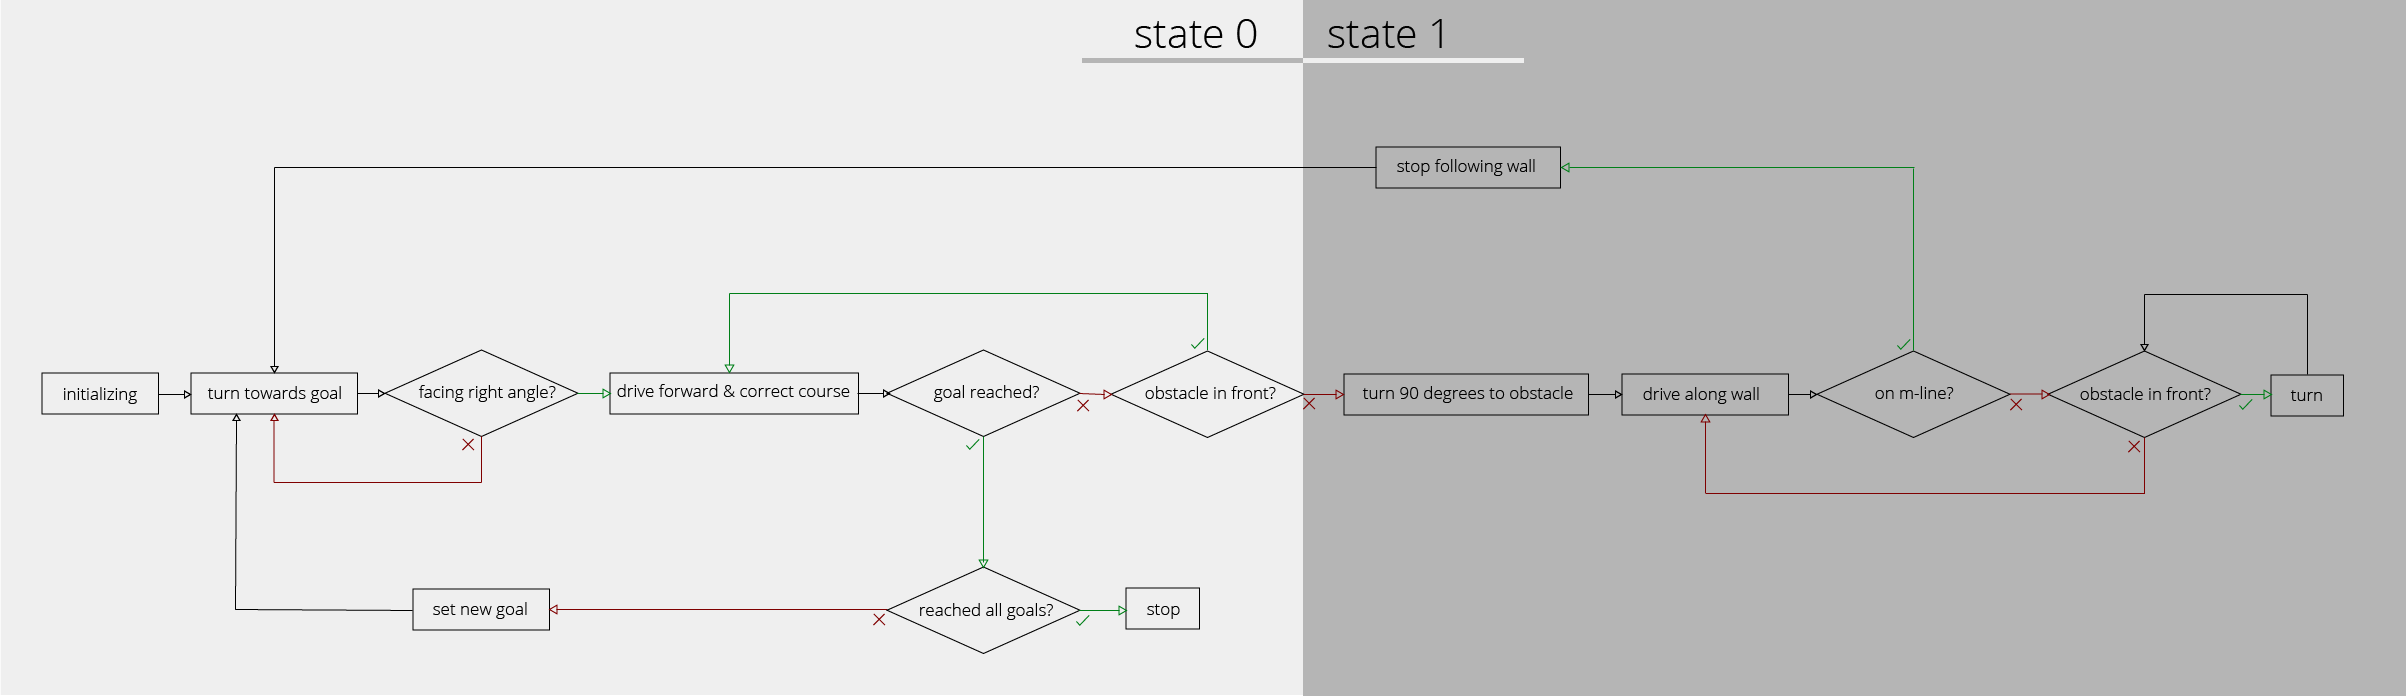 state 0
state 1
stop following wall
initializing
turn towards goal
facing right angle?
drive forward & correct course
goal reached?
obstacle in front?
turn 90 degrees to obstacle
drive along wall
on m-line?
obstacle in front?
turn
set new goal
reached all goals?
stop